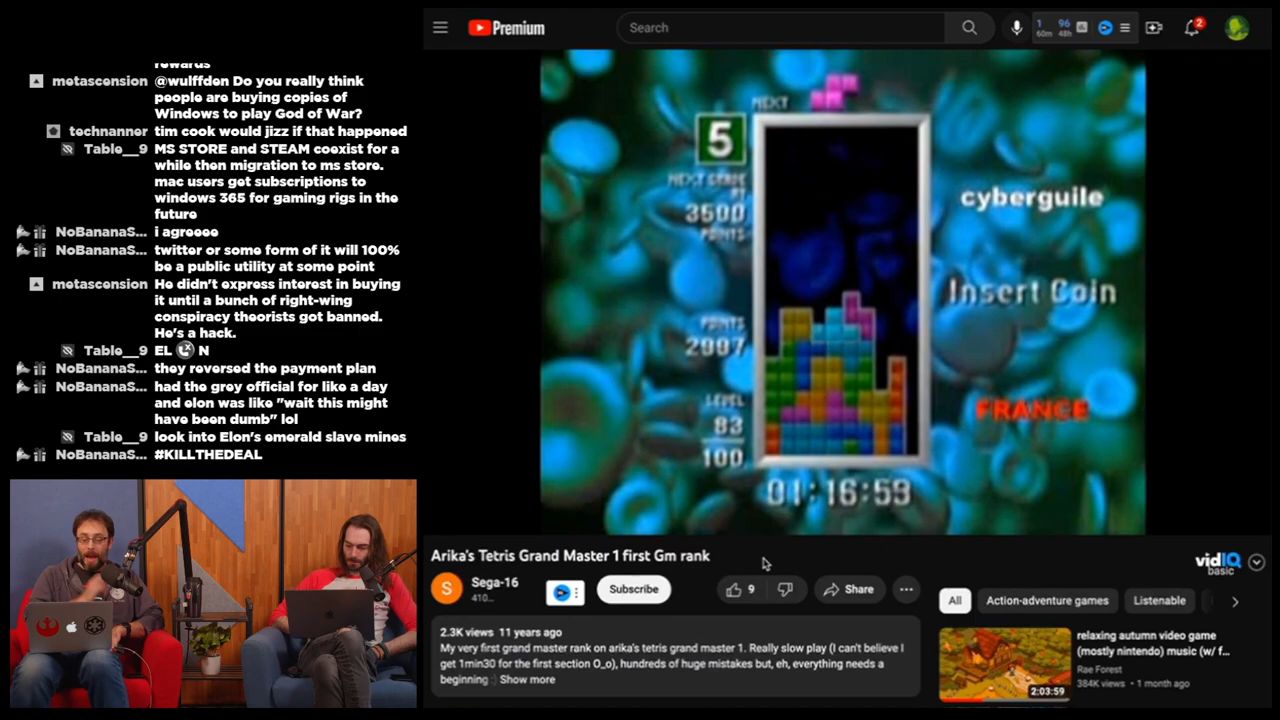 rewards
metascension @wulffden Do you really think
people are buying copies of
Windows to play God of War?
technanner tim cook would jizz if that happened
Table__9 MS STORE and STEAM coexist for a
while then migration to ms store.
mac users get subscriptions to
windows 365 for gaming rigs in the
future
NoBananaS... i agreeee
NoBananaS... twitter or some form of it will 100%
be a public utility at some point
metascension He didn't express interest in buying
it until a bunch of right-wing
conspiracy theorists got banned.
He's a hack.
Table__9 EL N
NoBananaS... they reversed the payment plan
NoBananaS... had the grey official for like a day
and elon was like "wait this might
have been dumb" lol
Table__9 look into Elon's emerald slave mines
NoBananaS... #KILLTHEDEAL
Premium
Search
1 96
60m 48h
2
NEXT
5
NEXT GRADE
AT
3500
POINTS
cyberguile
Insert Coin
POINTS
2997
LEVEL
83
100
FRANCE
01:16:59
Arika's Tetris Grand Master 1 first Gm rank
S
Sega-16
410...
Subscribe
9
Share
vidIQ
basic
2.3K views 11 years ago
My very first grand master rank on arika's tetris grand master 1. Really slow play (I can't believe I
get 1min30 for the first section O_o), hundreds of huge mistakes but, eh, everything needs a
beginning :) Show more
All
Action-adventure games
Listenable
relaxing autumn video game
(mostly nintendo) music (w/ f...
Rae Forest
384K views • 1 month ago
2:03:59